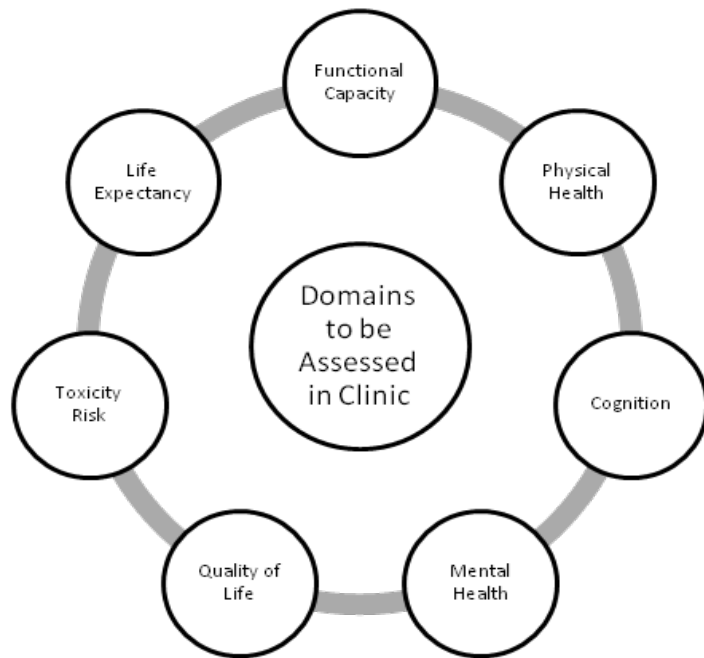 Functional
Capacity
Physical
Health
Cognition
Mental
Health
Quality of
Life
Toxicity
Risk
Life
Expectancy
Domains
to be
Assessed
in Clinic